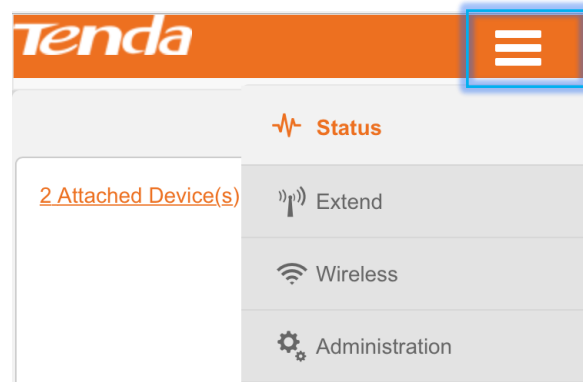 Tenda
Status
2 Attached Device(s)
Extend
Wireless
Administration